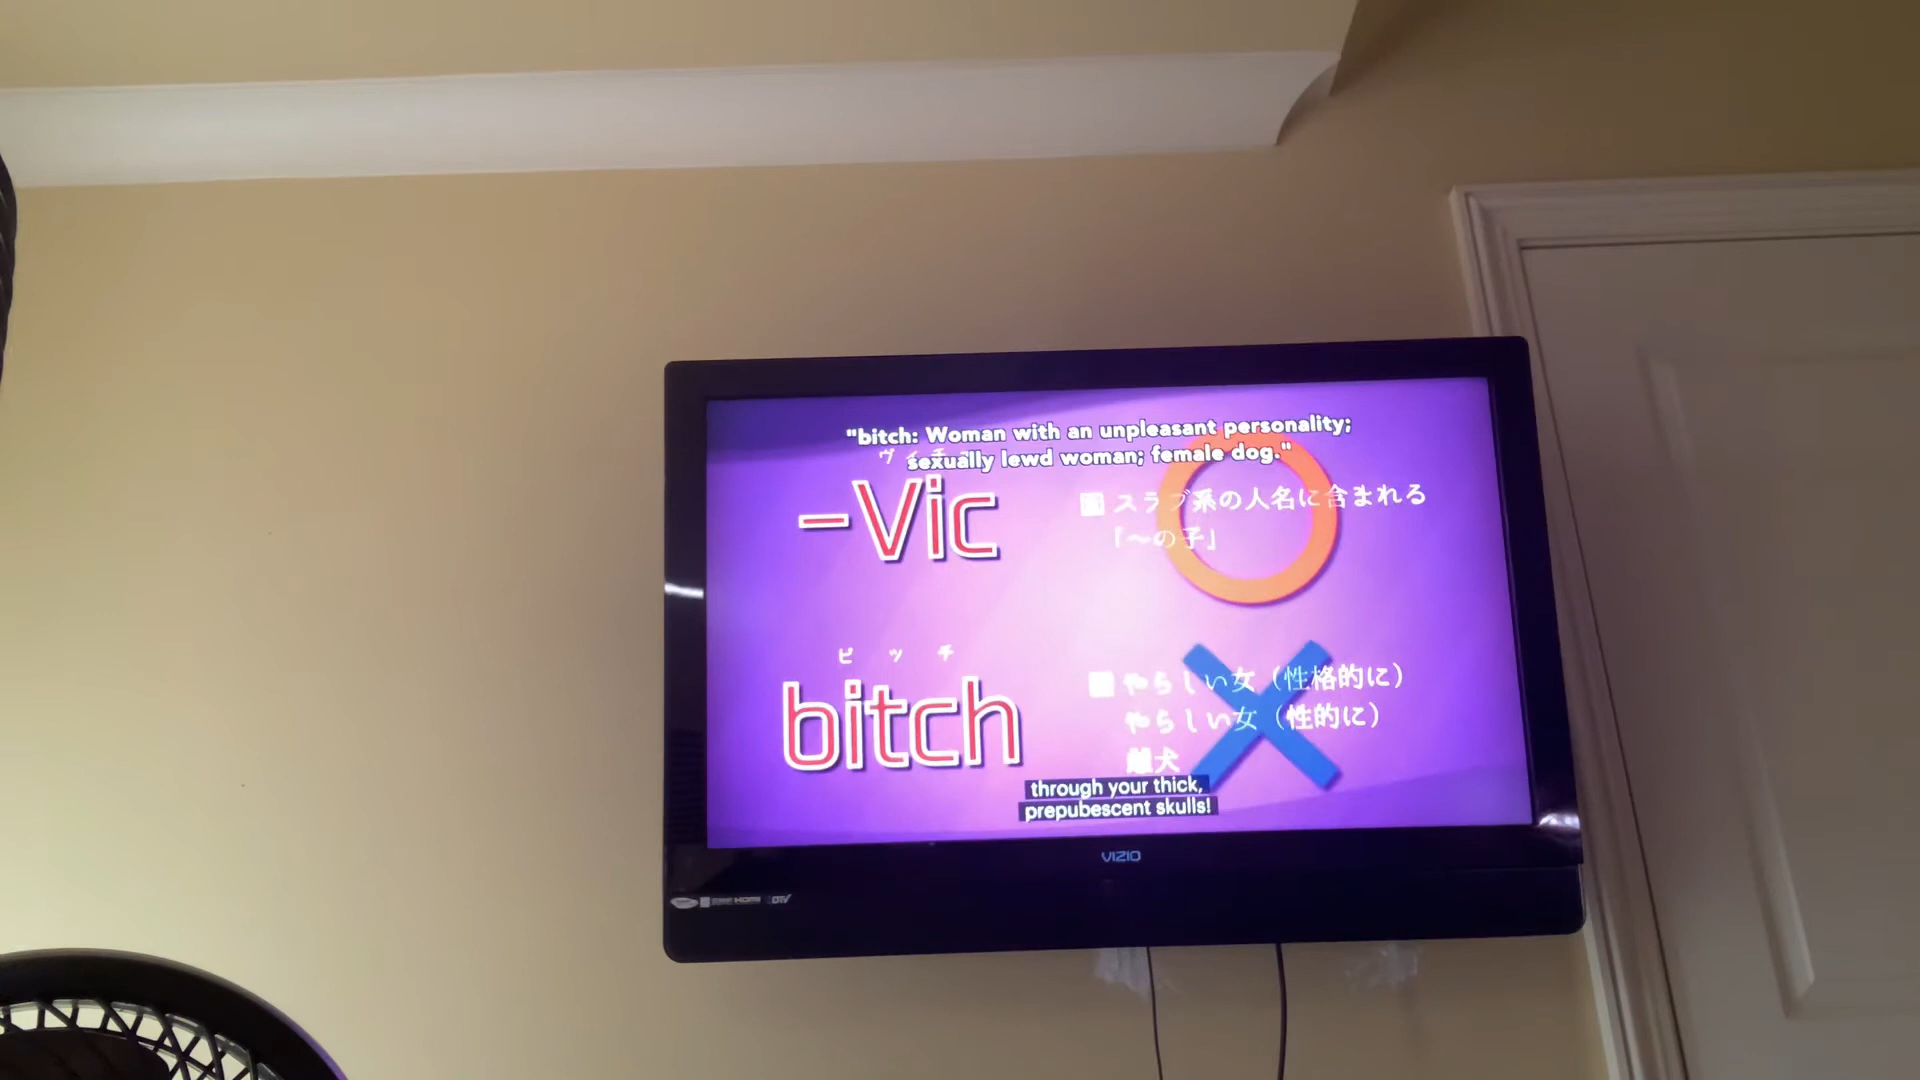 "bitch: Woman with an unpleasant personality;
sexually lewd woman; female dog."
-Vic
スラブ系の人名に含まれる
「～の子」
ビッチ
bitch
やらしい女（性格的に）
やらしい女（性的に）
雌犬
through your thick,
prepubescent skulls!
VIZIO
HDMI